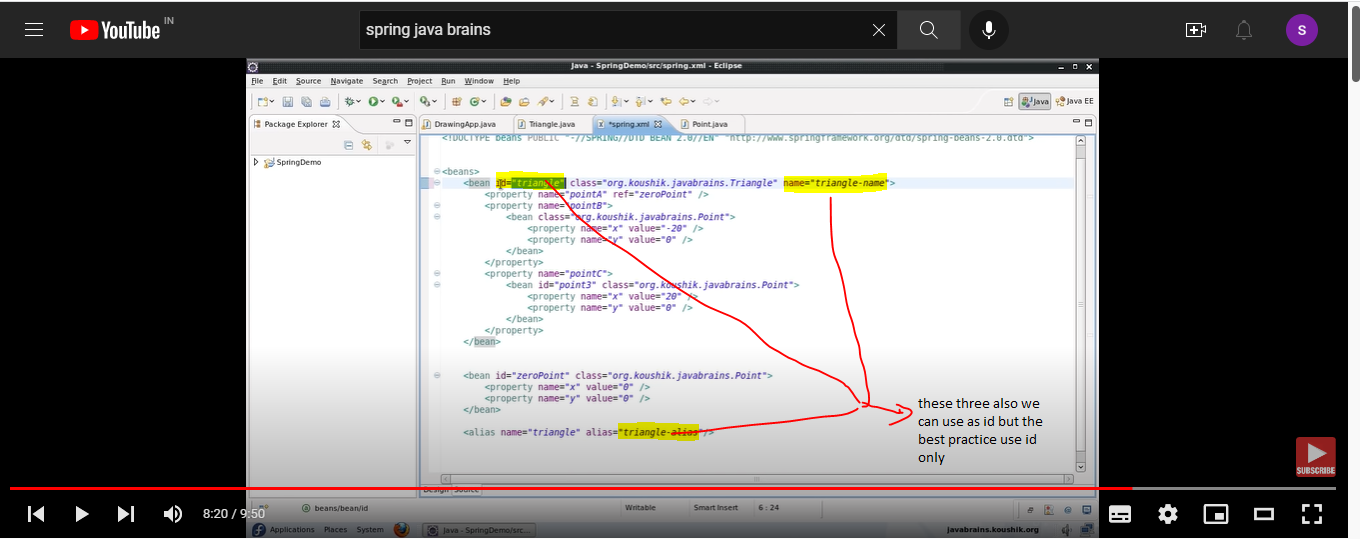 YouTube IN
spring java brains
S
Java - SpringDemo/src/spring.xml - Eclipse
File Edit Source Navigate Search Project Run Window Help
Java Java EE
Package Explorer
DrawingApp.java Triangle.java *spring.xml Point.java
SpringDemo
<!DOCTYPE beans PUBLIC "-//SPRING//DTD BEAN 2.0//EN" "http://www.springframework.org/dtd/spring-beans-2.0.dtd">
<beans>
<bean id="triangle" class="org.koushik.javabrains.Triangle" name="triangle-name">
<property name="pointA" ref="zeroPoint" />
<property name="pointB">
<bean class="org.koushik.javabrains.Point">
<property name="x" value="-20" />
<property name="y" value="0" />
</bean>
</property>
<property name="pointC">
<bean id="point3" class="org.koushik.javabrains.Point">
<property name="x" value="20" />
<property name="y" value="0" />
</bean>
</property>
</bean>
<bean id="zeroPoint" class="org.koushik.javabrains.Point">
<property name="x" value="0" />
<property name="y" value="0" />
</bean>
<alias name="triangle" alias="triangle-alias"/>
these three also we
can use as id but the
best practice use id
only
SUBSCRIBE
Design Source
beans/bean/id Writable Smart Insert 6 : 24
8:20 / 9:50
Applications Places System Java - SpringDemo/src... javabrains.koushik.org